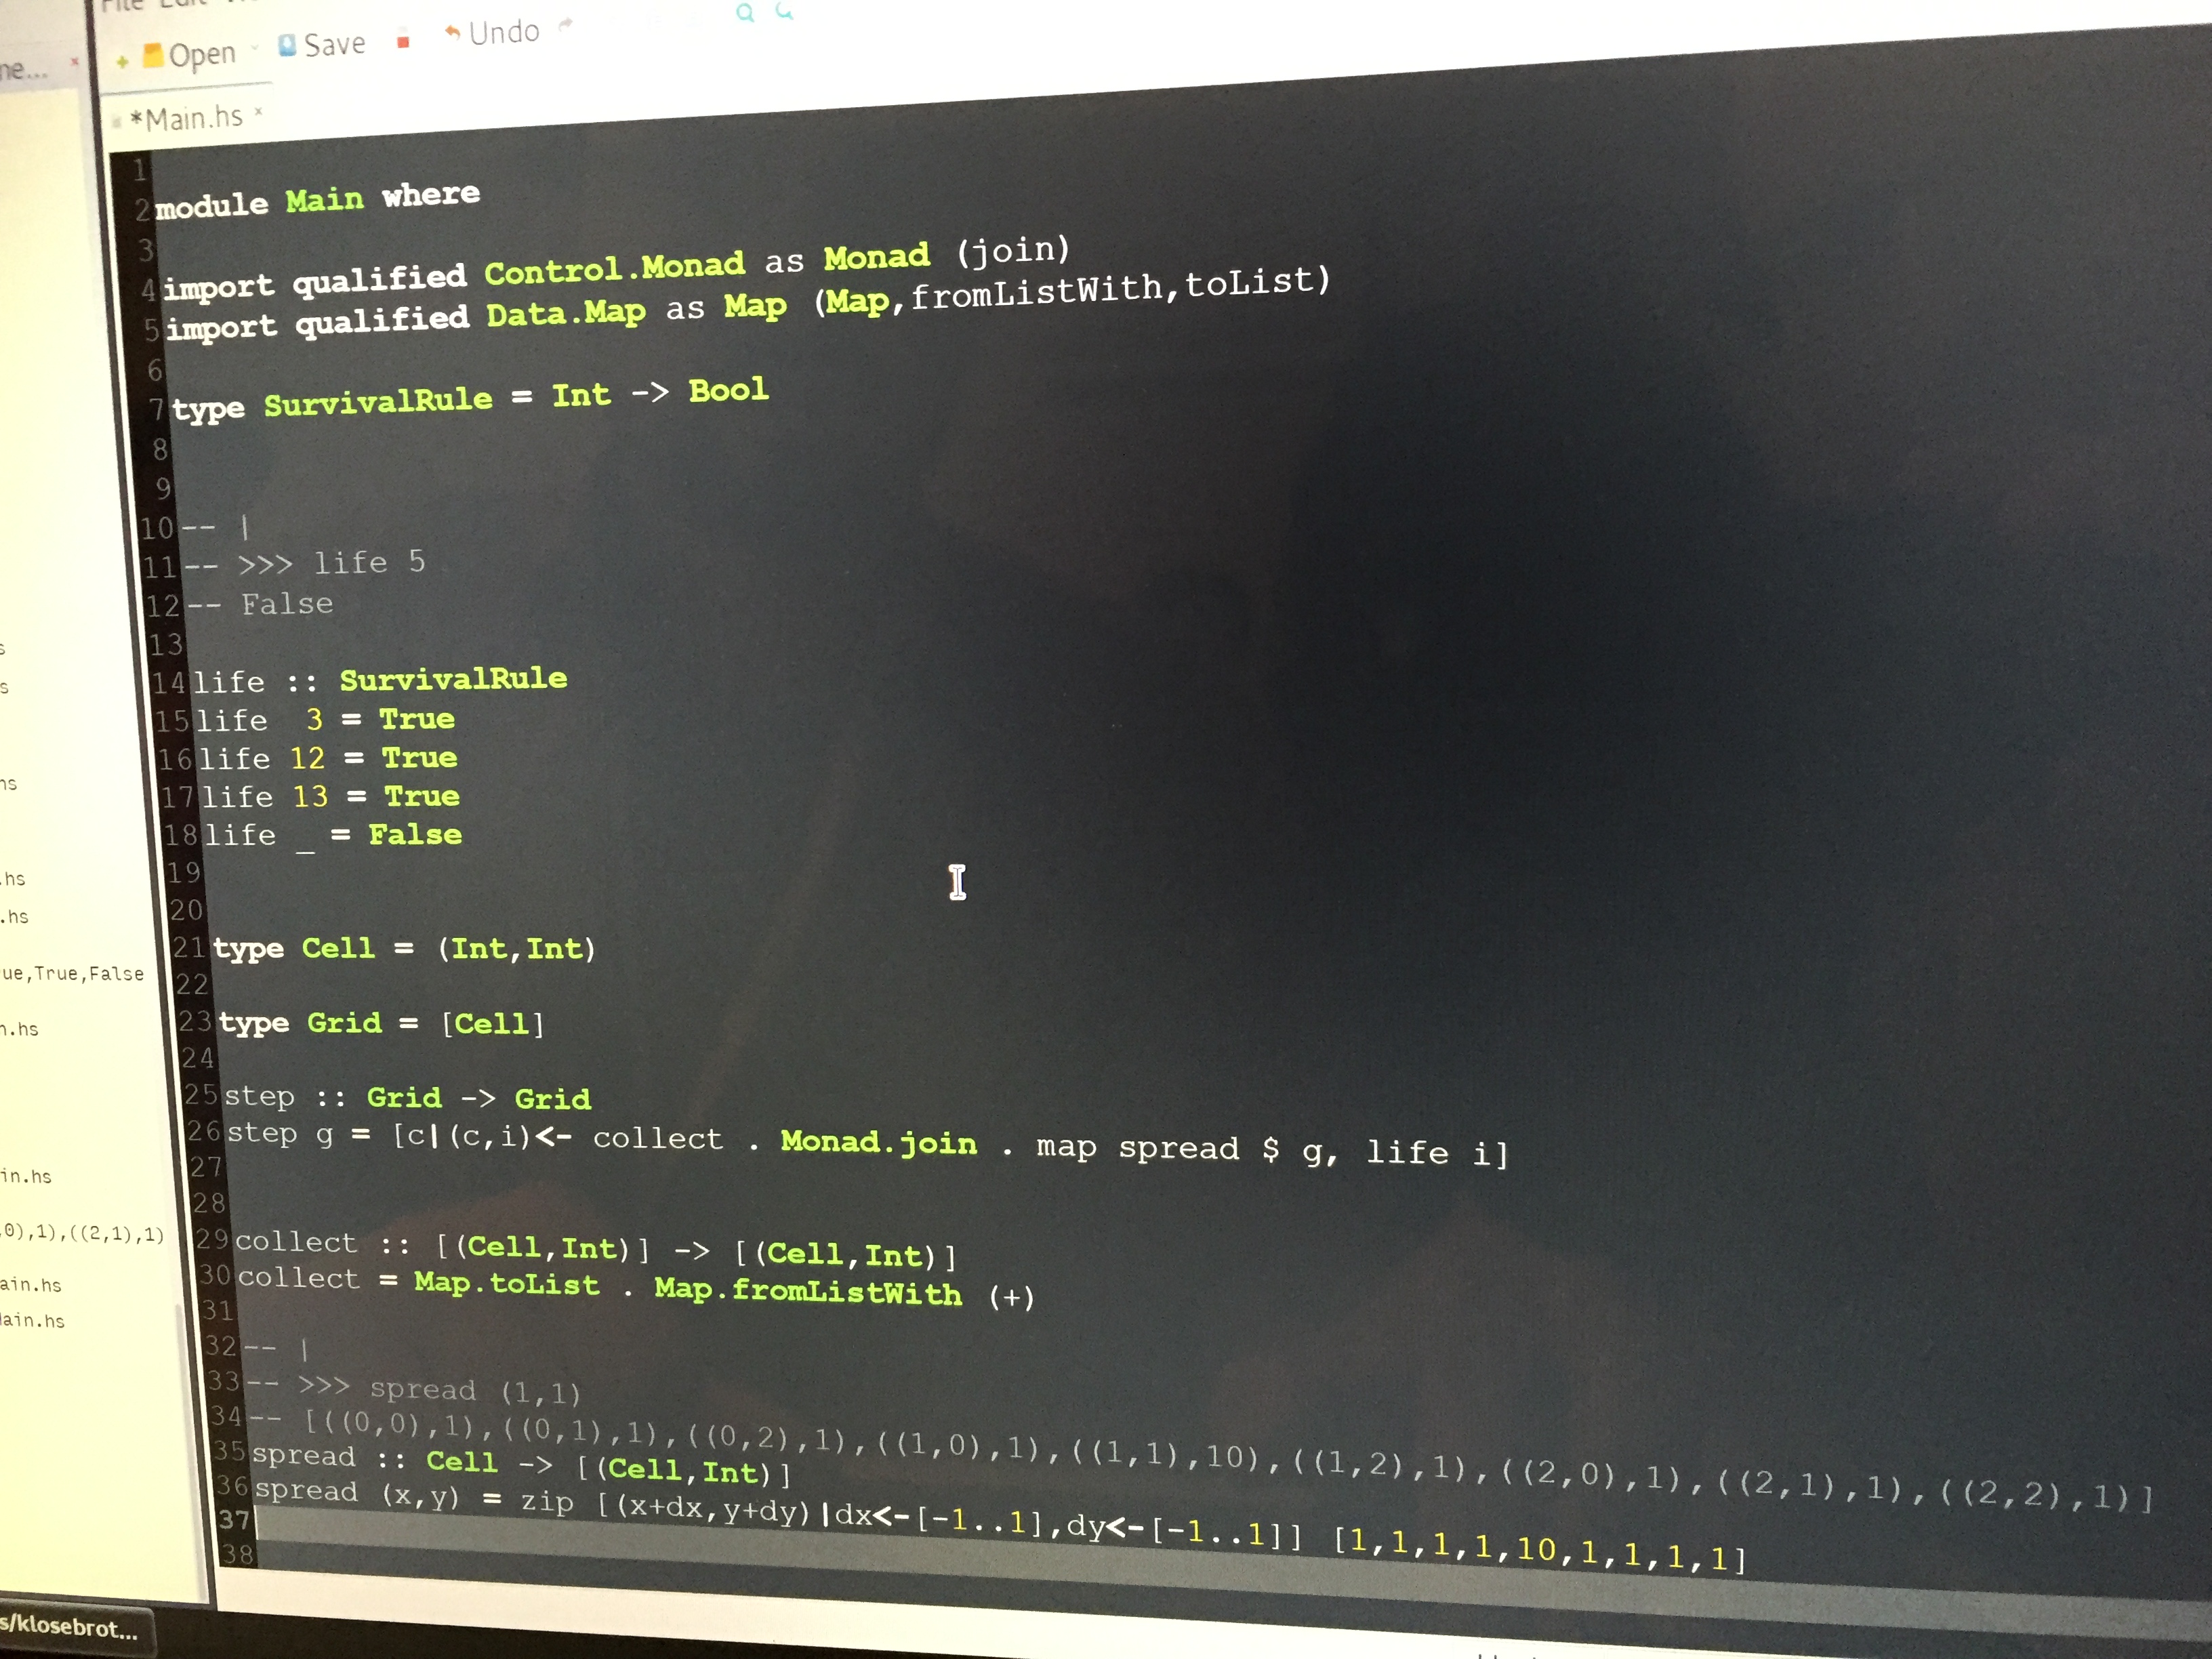 Open Save Undo
ne...
*Main.hs
1
2 module Main where
3
4 import qualified Control.Monad as Monad (join)
5 import qualified Data.Map as Map (Map,fromListWith,toList)
6
7 type SurvivalRule = Int -> Bool
8
9
10 -- |
11 -- >>> life 5
12 -- False
13
14 life :: SurvivalRule
15 life  3 = True
16 life 12 = True
17 life 13 = True
18 life _ = False
19
20
21 type Cell = (Int,Int)
22
23 type Grid = [Cell]
24
25 step :: Grid -> Grid
26 step g = [c|(c,i)<- collect . Monad.join . map spread $ g, life i]
27
28
29 collect :: [(Cell,Int)] -> [(Cell,Int)]
30 collect = Map.toList . Map.fromListWith (+)
31
32 -- |
33 -- >>> spread (1,1)
34 -- [((0,0),1),((0,1),1),((0,2),1),((1,0),1),((1,1),10),((1,2),1),((2,0),1),((2,1),1),((2,2),1)]
35 spread :: Cell -> [(Cell,Int)]
36 spread (x,y) = zip [(x+dx,y+dy)|dx<-[-1..1],dy<-[-1..1]] [1,1,1,1,10,1,1,1,1]
37
38
s
s
hs
.hs
.hs
ue,True,False
n.hs
in.hs
0),1),((2,1),1)
ain.hs
ain.hs
s/klosebrot...